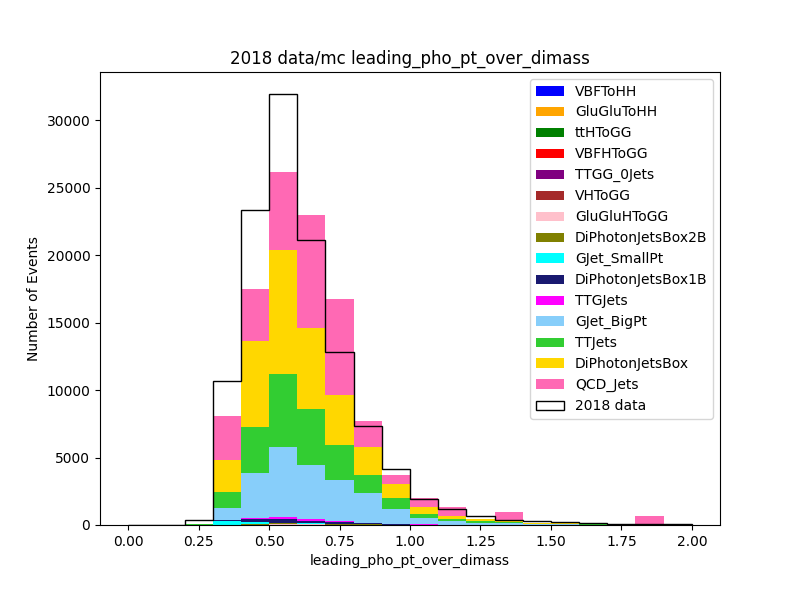 2018 data/mc leading_pho_pt_over_dimass
Number of Events
30000
25000
20000
15000
10000
5000
0
0.00 0.25 0.50 0.75 1.00 1.25 1.50 1.75 2.00
leading_pho_pt_over_dimass
VBFToHH
GluGluToHH
ttHToGG
VBFHToGG
TTGG_0Jets
VHToGG
GluGluHToGG
DiPhotonJetsBox2B
GJet_SmallPt
DiPhotonJetsBox1B
TTGJets
GJet_BigPt
TTJets
DiPhotonJetsBox
QCD_Jets
2018 data